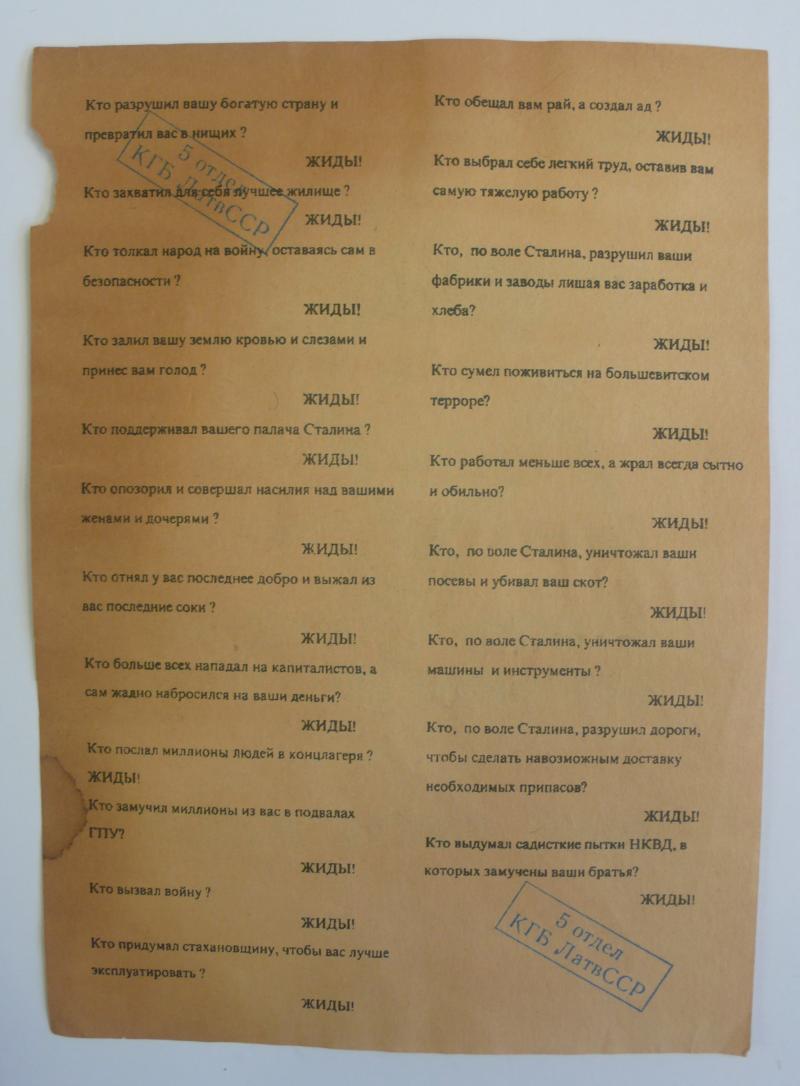 Кто разрушил вашу богатую страну и
превратил вас в нищих ?
ЖИДЫ!
Кто захватил для себя лучшее жилище ?
ЖИДЫ!
Кто толкал народ на войну, оставаясь сам в
безопасности ?
ЖИДЫ!
Кто залил вашу землю кровью и слезами и
принес вам голод ?
ЖИДЫ!
Кто поддерживал вашего палача Сталина ?
ЖИДЫ!
Кто опозорил и совершал насилия над вашими
женами и дочерями ?
ЖИДЫ!
Кто отнял у вас последнее добро и выжал из
вас последние соки ?
ЖИДЫ!
Кто больше всех нападал на капиталистов, а
сам жадно набросился на ваши деньги?
ЖИДЫ!
Кто послал миллионы людей в концлагеря ?
ЖИДЫ!
Кто замучил миллионы из вас в подвалах
ГПУ?
ЖИДЫ!
Кто вызвал войну ?
ЖИДЫ!
Кто придумал стахановщину, чтобы вас лучше
эксплуатировать ?
ЖИДЫ!
Кто обещал вам рай, а создал ад ?
ЖИДЫ!
Кто выбрал себе легкий труд, оставив вам
самую тяжелую работу ?
ЖИДЫ!
Кто, по воле Сталина, разрушил ваши
фабрики и заводы лишая вас заработка и
хлеба?
ЖИДЫ!
Кто сумел поживиться на большевитском
терроре?
ЖИДЫ!
Кто работал меньше всех, а жрал всегда сытно
и обильно?
ЖИДЫ!
Кто, по воле Сталина, уничтожал ваши
посевы и убивал ваш скот?
ЖИДЫ!
Кто, по воле Сталина, уничтожал ваши
машины и инструменты ?
ЖИДЫ!
Кто, по воле Сталина, разрушил дороги,
чтобы сделать навозможным доставку
необходимых припасов?
ЖИДЫ!
Кто выдумал садисткие пытки НКВД, в
которых замучены ваши братья?
ЖИДЫ!
5 отдел
КГБ ЛатвССР
5 отдел
КГБ ЛатвССР